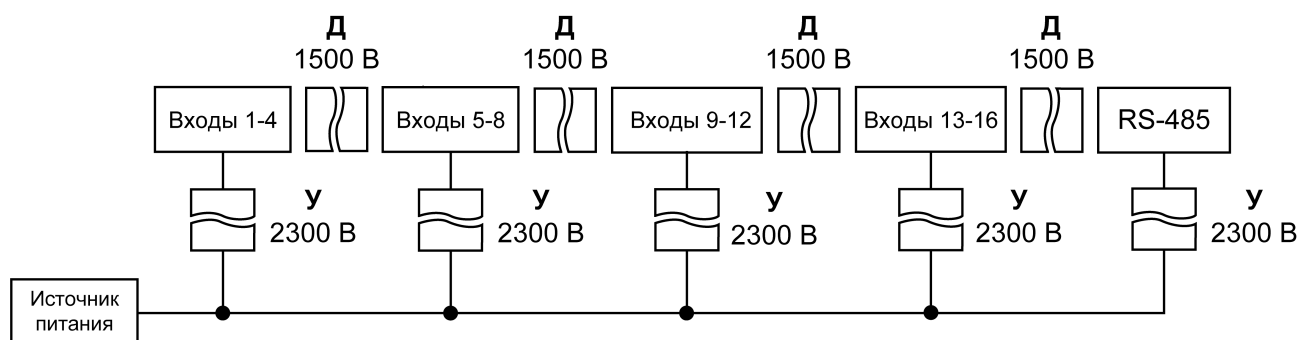 Д
1500 В
Д
1500 В
Д
1500 В
Д
1500 В
Входы 1-4
Входы 5-8
Входы 9-12
Входы 13-16
RS-485
У
2300 В
У
2300 В
У
2300 В
У
2300 В
У
2300 В
Источник
питания